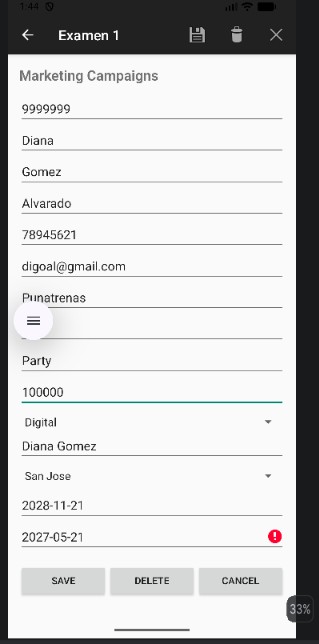 1:44
Examen 1
Marketing Campaigns
9999999
Diana
Gomez
Alvarado
78945621
digoal@gmail.com
Punatrenas
Party
100000
Digital
Diana Gomez
San Jose
2028-11-21
2027-05-21
SAVE DELETE CANCEL
33%